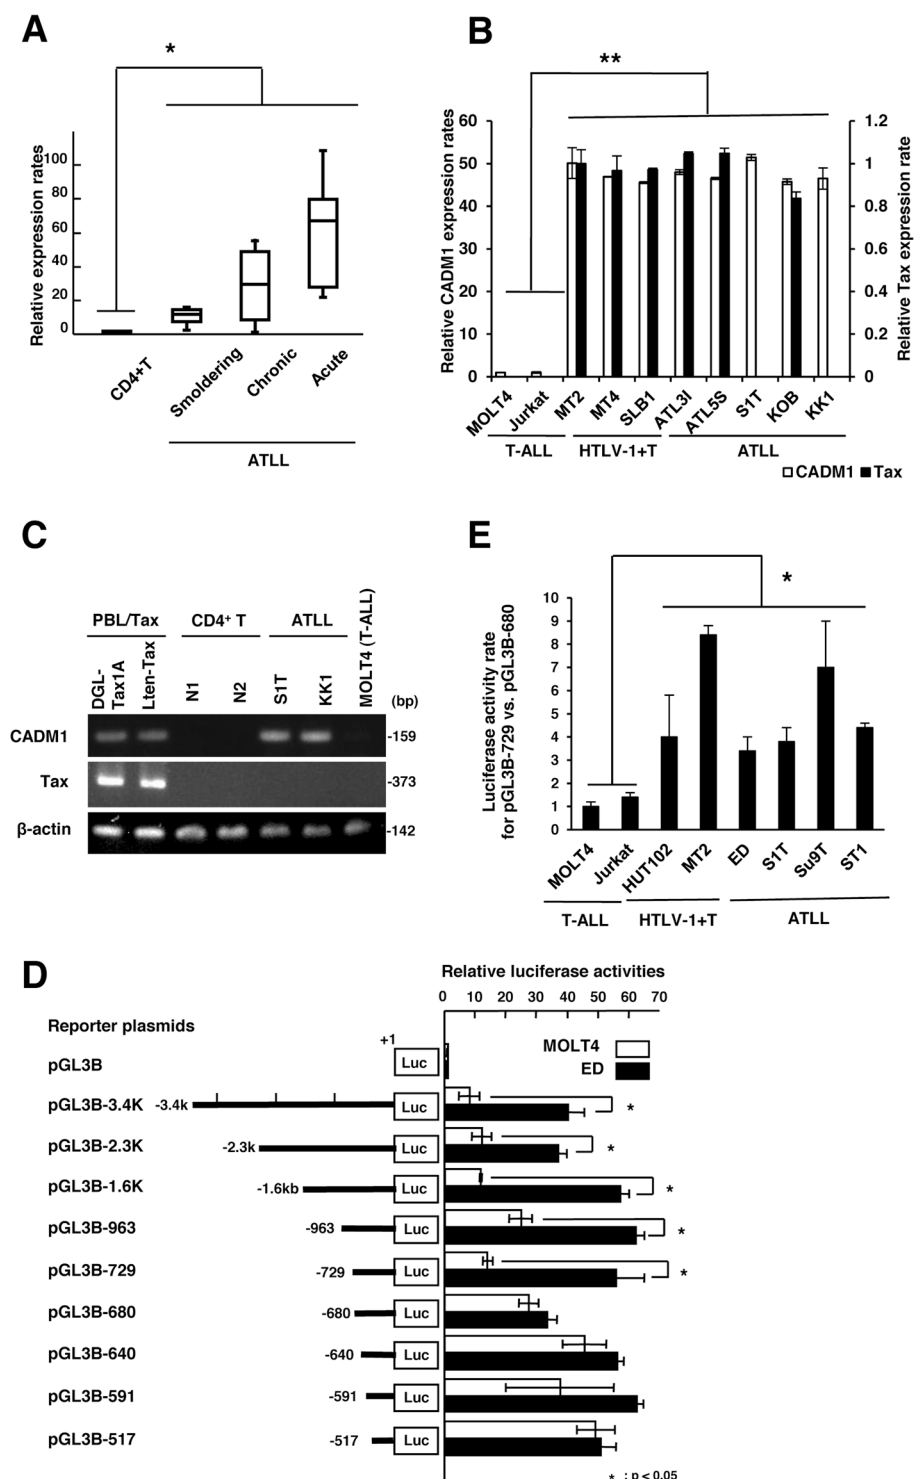 A
*
Relative expression rates
100
80
60
40
20
0
CD4+T
Smoldering
Chronic
Acute
ATLL
B
**
Relative CADM1 expression rates
60
50
40
30
20
10
0
1.2
1
0.8
0.6
0.4
0.2
0
Relative Tax expression rate
MOLT4
Jurkat
MT2
MT4
SLB1
ATL3I
ATL5S
S1T
KOB
KK1
T-ALL
HTLV-1+T
ATLL
CADM1 Tax
C
PBL/Tax
CD4+ T
ATLL
MOLT4 (T-ALL)
DGL-
Tax1A
Lten-Tax
N1
N2
S1T
KK1
(bp)
CADM1
-159
Tax
-373
β-actin
-142
E
*
Luciferase activity rate
for pGL3B-729 vs. pGL3B-680
10
9
8
7
6
5
4
3
2
1
0
MOLT4
Jurkat
HUT102
MT2
ED
S1T
Su9T
ST1
T-ALL
HTLV-1+T
ATLL
D
Relative luciferase activities
0 10 20 30 40 50 60 70
Reporter plasmids
+1
MOLT4
ED
pGL3B Luc
pGL3B-3.4K -3.4k Luc *
pGL3B-2.3K -2.3k Luc *
pGL3B-1.6K -1.6kb Luc *
pGL3B-963 -963 Luc *
pGL3B-729 -729 Luc *
pGL3B-680 -680 Luc
pGL3B-640 -640 Luc
pGL3B-591 -591 Luc
pGL3B-517 -517 Luc
* : p < 0.05